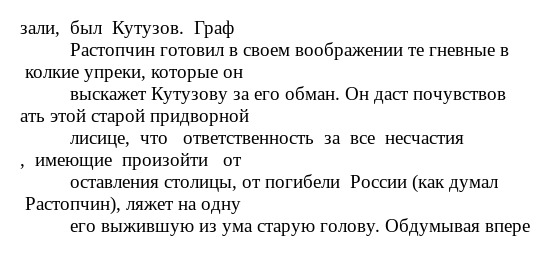 зали, был Кутузов. Граф
Растопчин готовил в своем воображении те гневные в
колкие упреки, которые он
выскажет Кутузову за его обман. Он даст почувствов
ать этой старой придворной
лисице, что ответственность за все несчастия
, имеющие произойти от
оставления столицы, от погибели России (как думал
Растопчин), ляжет на одну
его выжившую из ума старую голову. Обдумывая впере